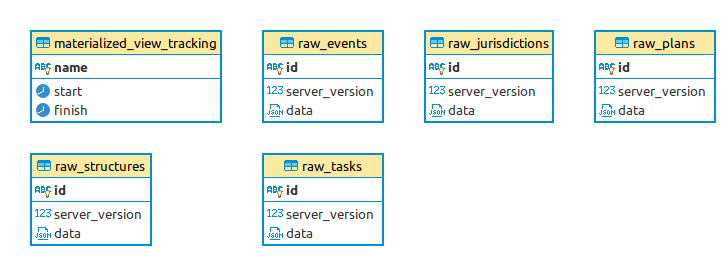 materialized_view_tracking
ABC name
start
finish
raw_events
ABC id
123 server_version
JSON data
raw_jurisdictions
ABC id
123 server_version
JSON data
raw_plans
ABC id
123 server_version
JSON data
raw_structures
ABC id
123 server_version
JSON data
raw_tasks
ABC id
123 server_version
JSON data